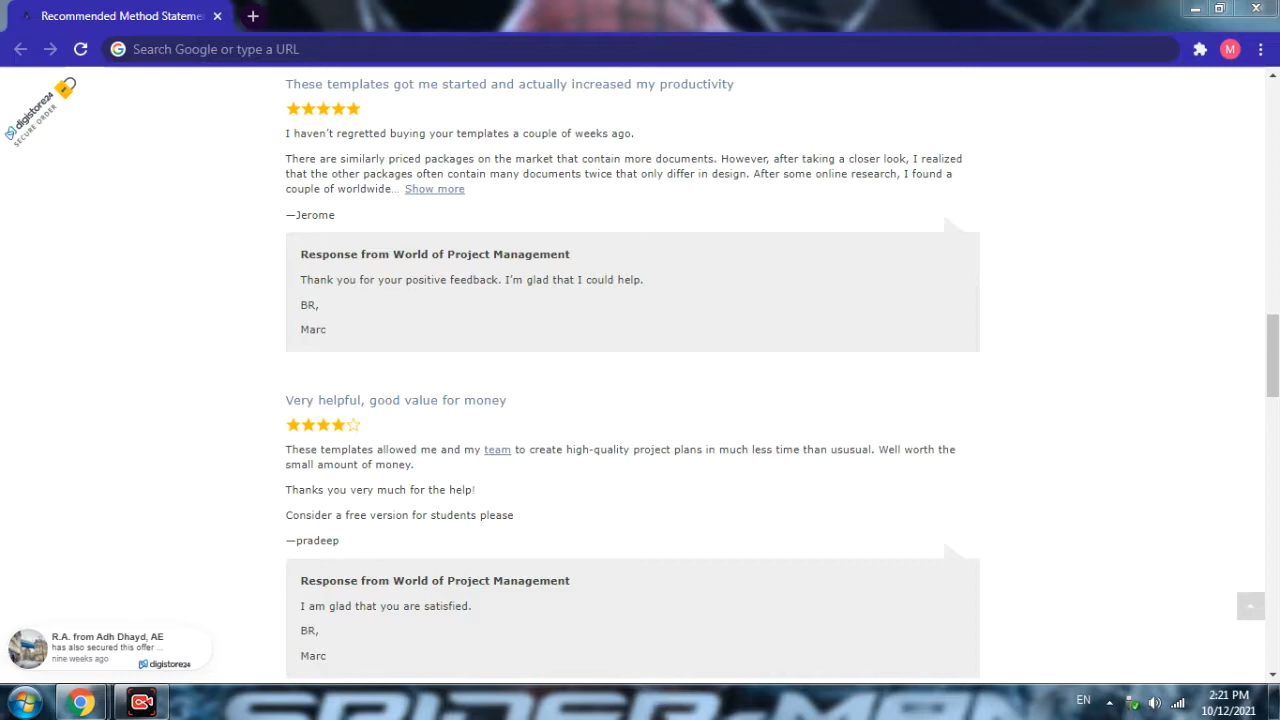 Recommended Method Stateme
Search Google or type a URL
M
digistore24
SECURE ORDER
These templates got me started and actually increased my productivity
I haven't regretted buying your templates a couple of weeks ago.
There are similarly priced packages on the market that contain more documents. However, after taking a closer look, I realized
that the other packages often contain many documents twice that only differ in design. After some online research, I found a
couple of worldwide... Show more
—Jerome
Response from World of Project Management
Thank you for your positive feedback. I'm glad that I could help.
BR,
Marc
Very helpful, good value for money
These templates allowed me and my team to create high-quality project plans in much less time than ususual. Well worth the
small amount of money.
Thanks you very much for the help!
Consider a free version for students please
—pradeep
Response from World of Project Management
I am glad that you are satisfied.
BR,
Marc
R.A. from Adh Dhayd, AE
has also secured this offer ...
nine weeks ago
digistore24
SPIDER-MAN
EN
2:21 PM
10/12/2021